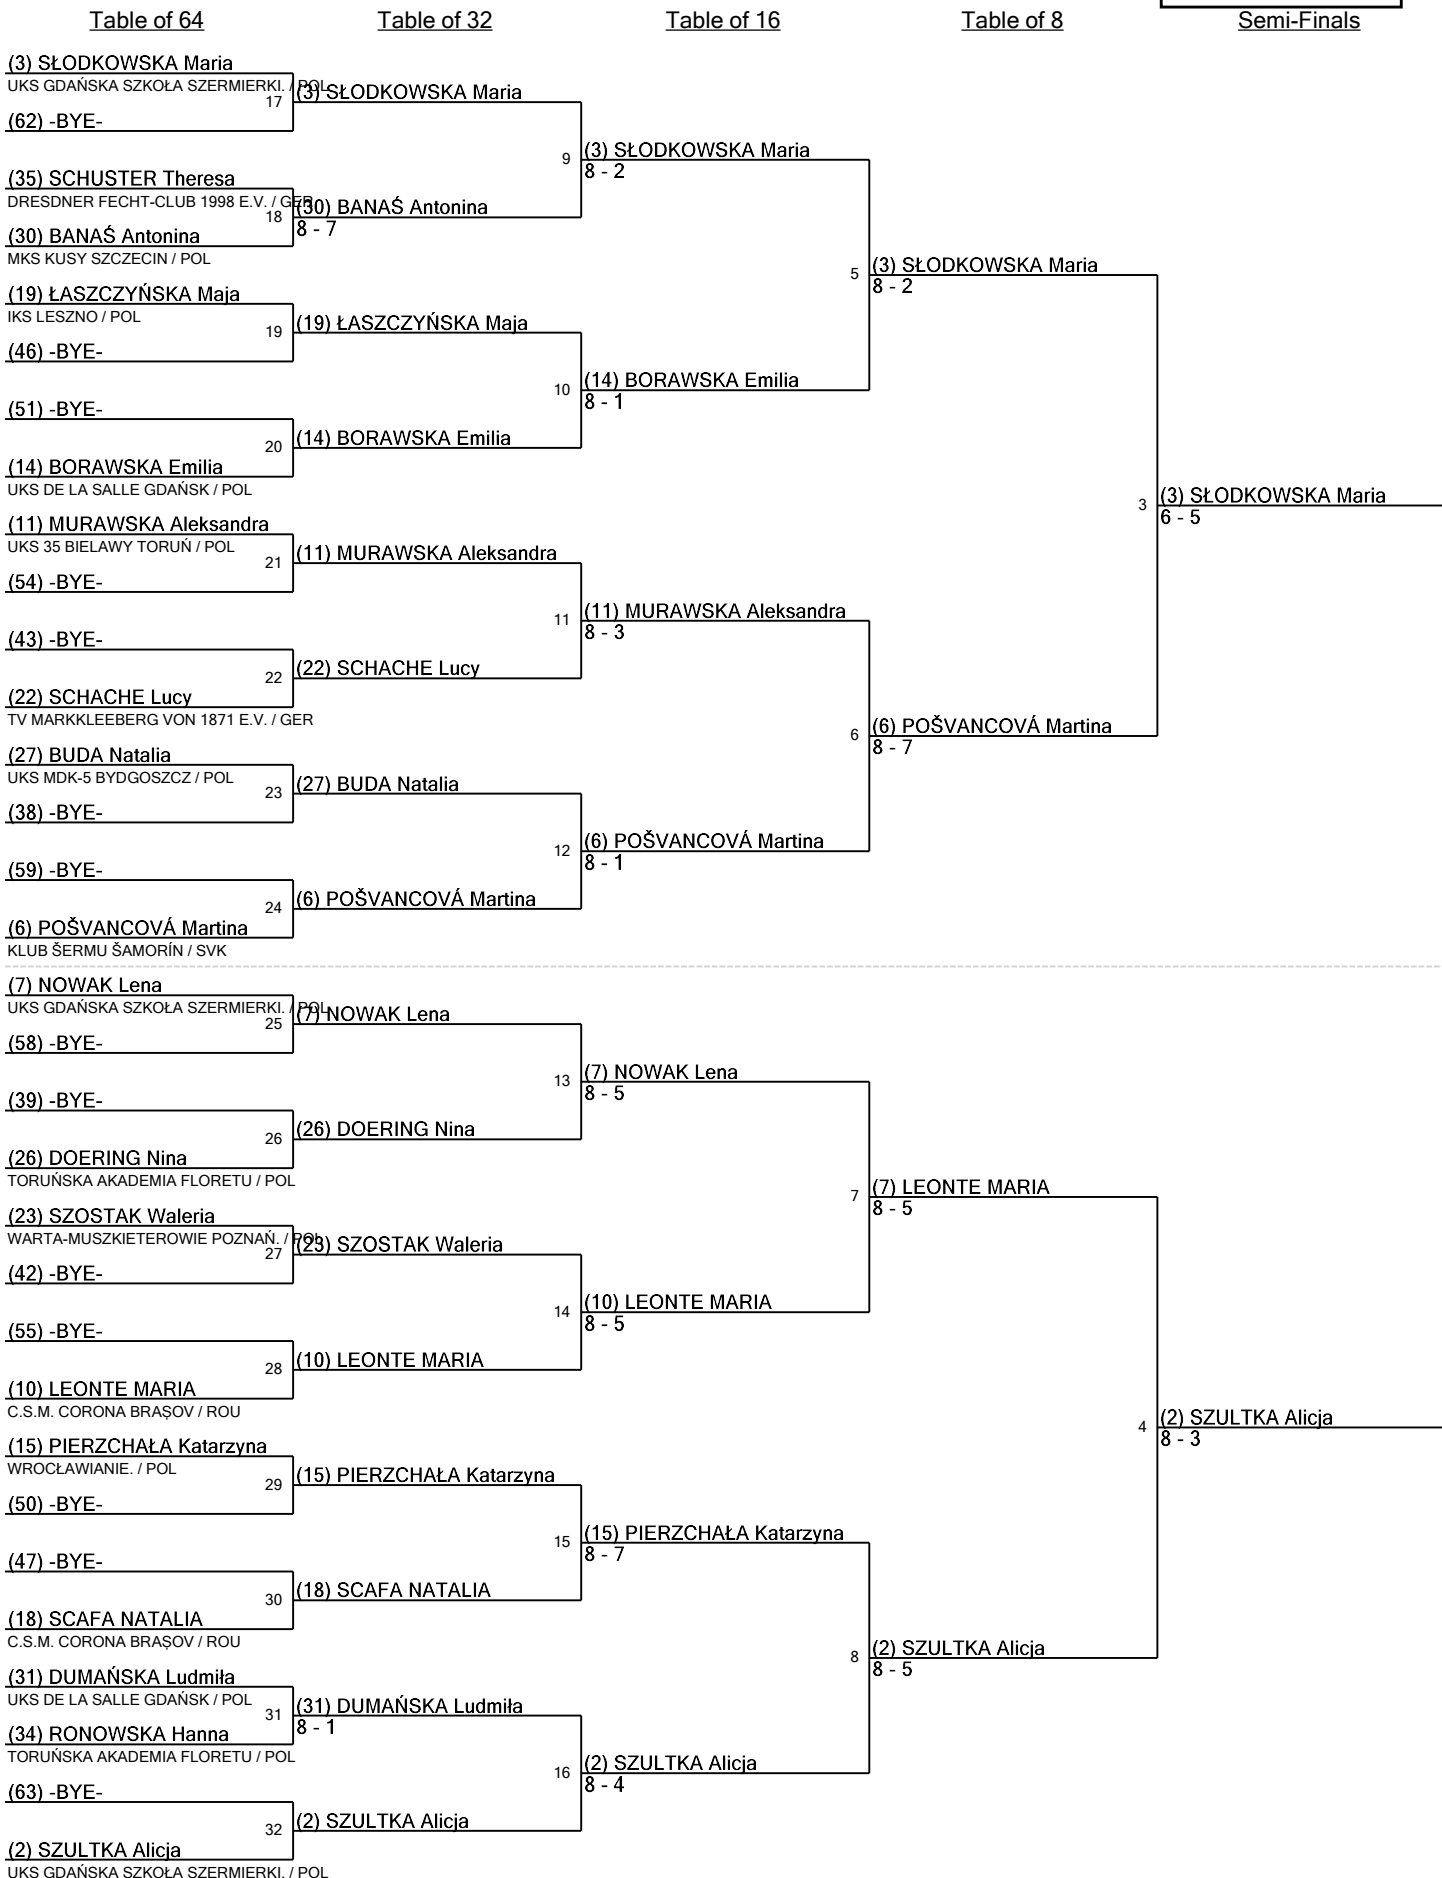 Table of 64
Table of 32
Table of 16
Table of 8
Semi-Finals
(3) SŁODKOWSKA Maria
UKS GDAŃSKA SZKOŁA SZERMIERKI. / POL
(3) SŁODKOWSKA Maria
17
(62) -BYE-
9
(3) SŁODKOWSKA Maria
8 - 2
(35) SCHUSTER Theresa
DRESDNER FECHT-CLUB 1998 E.V. / GER
(30) BANAŚ Antonina
18
8 - 7
(30) BANAŚ Antonina
MKS KUSY SZCZECIN / POL
5
(3) SŁODKOWSKA Maria
8 - 2
(19) ŁASZCZYŃSKA Maja
IKS LESZNO / POL
19
(19) ŁASZCZYŃSKA Maja
(46) -BYE-
10
(14) BORAWSKA Emilia
8 - 1
(51) -BYE-
20
(14) BORAWSKA Emilia
(14) BORAWSKA Emilia
UKS DE LA SALLE GDAŃSK / POL
3
(3) SŁODKOWSKA Maria
6 - 5
(11) MURAWSKA Aleksandra
UKS 35 BIELAWY TORUŃ / POL
21
(11) MURAWSKA Aleksandra
(54) -BYE-
11
(11) MURAWSKA Aleksandra
8 - 3
(43) -BYE-
22
(22) SCHACHE Lucy
(22) SCHACHE Lucy
TV MARKKLEEBERG VON 1871 E.V. / GER
6
(6) POŠVANCOVÁ Martina
8 - 7
(27) BUDA Natalia
UKS MDK-5 BYDGOSZCZ / POL
23
(27) BUDA Natalia
(38) -BYE-
12
(6) POŠVANCOVÁ Martina
8 - 1
(59) -BYE-
24
(6) POŠVANCOVÁ Martina
(6) POŠVANCOVÁ Martina
KLUB ŠERMU ŠAMORÍN / SVK
(7) NOWAK Lena
UKS GDAŃSKA SZKOŁA SZERMIERKI. / POL
(7) NOWAK Lena
25
(58) -BYE-
13
(7) NOWAK Lena
8 - 5
(39) -BYE-
26
(26) DOERING Nina
(26) DOERING Nina
TORUŃSKA AKADEMIA FLORETU / POL
7
(7) LEONTE MARIA
8 - 5
(23) SZOSTAK Waleria
WARTA-MUSZKIETEROWIE POZNAŃ. / POL
(23) SZOSTAK Waleria
27
(42) -BYE-
14
(10) LEONTE MARIA
8 - 5
(55) -BYE-
28
(10) LEONTE MARIA
(10) LEONTE MARIA
C.S.M. CORONA BRAŞOV / ROU
4
(2) SZULTKA Alicja
8 - 3
(15) PIERZCHAŁA Katarzyna
WROCŁAWIANIE. / POL
29
(15) PIERZCHAŁA Katarzyna
(50) -BYE-
15
(15) PIERZCHAŁA Katarzyna
8 - 7
(47) -BYE-
30
(18) SCAFA NATALIA
(18) SCAFA NATALIA
C.S.M. CORONA BRAŞOV / ROU
8
(2) SZULTKA Alicja
8 - 5
(31) DUMAŃSKA Ludmiła
UKS DE LA SALLE GDAŃSK / POL
31
(31) DUMAŃSKA Ludmiła
8 - 1
(34) RONOWSKA Hanna
TORUŃSKA AKADEMIA FLORETU / POL
16
(2) SZULTKA Alicja
8 - 4
(63) -BYE-
32
(2) SZULTKA Alicja
(2) SZULTKA Alicja
UKS GDAŃSKA SZKOŁA SZERMIERKI. / POL